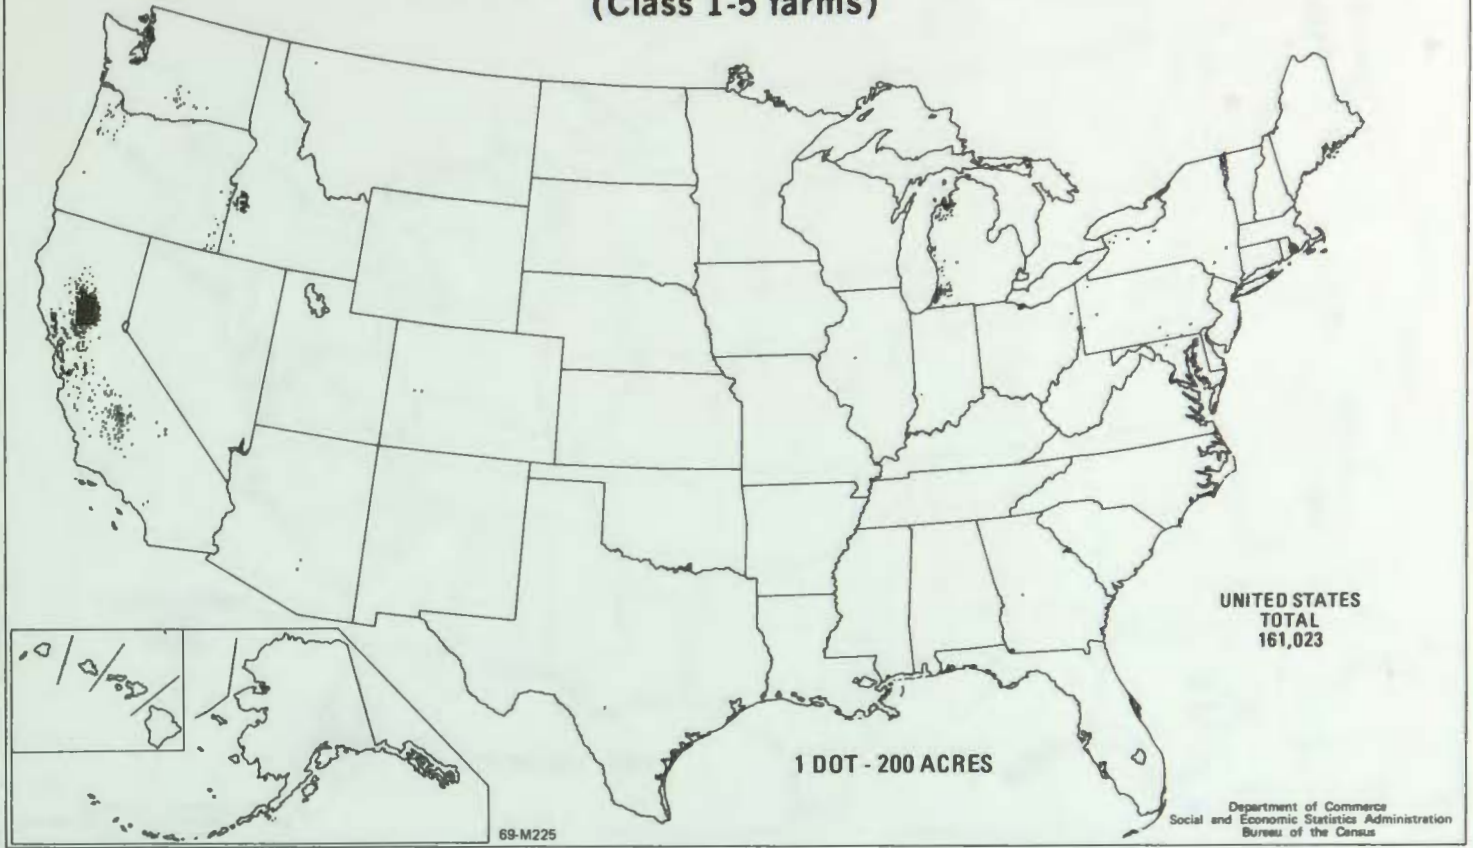 (Class 1-5 farms)
UNITED STATES
TOTAL
161,023
1 DOT - 200 ACRES
69-M225
Department of Commerce
Social and Economic Statistics Administration
Bureau of the Census